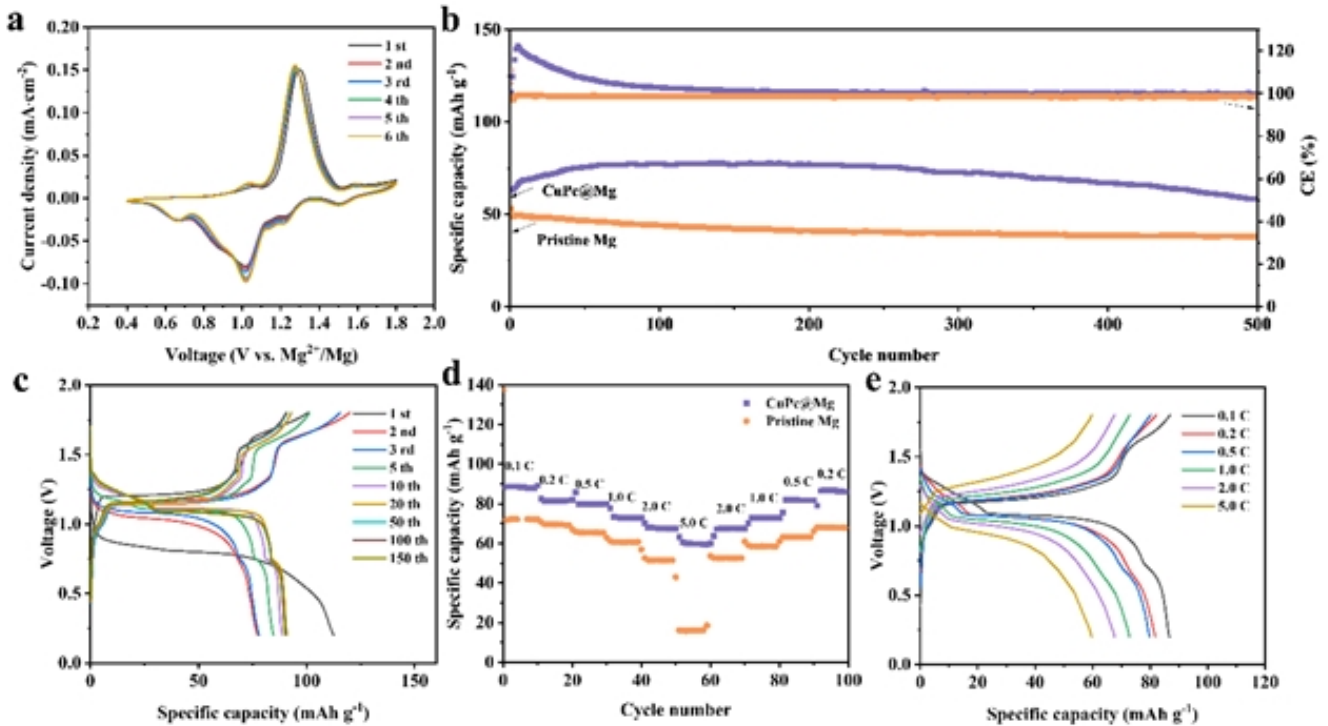 a
0.20
0.15
0.10
0.05
0.00
-0.05
-0.10
0.2 0.4 0.6 0.8 1.0 1.2 1.4 1.6 1.8 2.0
Current density (mA·cm⁻²)
Voltage (V vs. Mg²⁺/Mg)
1 st
2 nd
3 rd
4 th
5 th
6 th
b
150
100
50
0
Specific capacity (mAh g⁻¹)
CuPc@Mg
Pristine Mg
120
100
80
60
40
20
0
CE (%)
0 100 200 300 400 500
Cycle number
c
2.0
1.5
1.0
0.5
0.0
Voltage (V)
1 st
2 nd
3 rd
5 th
10 th
20 th
50 th
100 th
150 th
0 50 100 150
Specific capacity (mAh g⁻¹)
d
140
120
100
80
60
40
20
0
Specific capacity (mAh g⁻¹)
CuPc@Mg
Pristine Mg
0.1 C 0.2 C 0.5 C 1.0 C 2.0 C 5.0 C 2.0 C 1.0 C 0.5 C 0.2 C
0 20 40 60 80 100
Cycle number
e
2.0
1.5
1.0
0.5
0.0
Voltage (V)
0.1 C
0.2 C
0.5 C
1.0 C
2.0 C
5.0 C
0 20 40 60 80 100 120
Specific capacity (mAh g⁻¹)